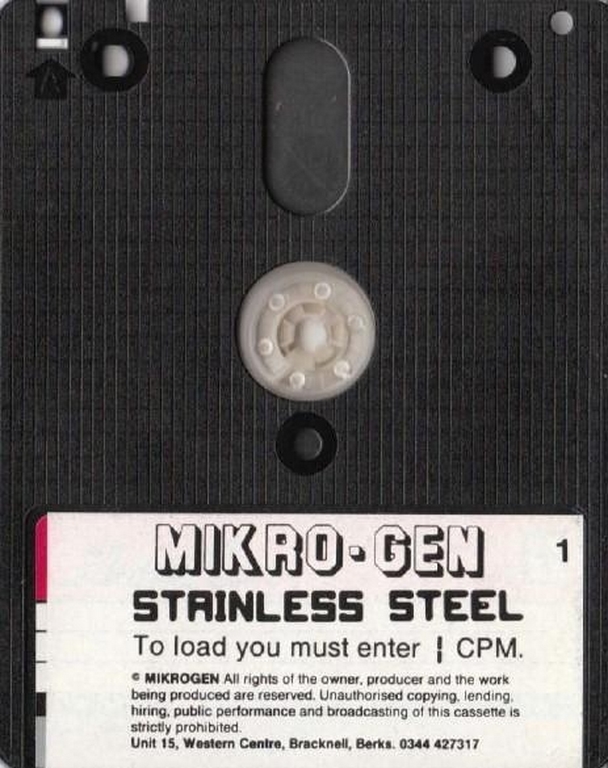 MIKRO-GEN
1
STAINLESS STEEL
To load you must enter ¦ CPM.
© MIKROGEN All rights of the owner, producer and the work
being produced are reserved. Unauthorised copying, lending,
hiring, public performance and broadcasting of this cassette is
strictly prohibited.
Unit 15, Western Centre, Bracknell, Berks. 0344 427317